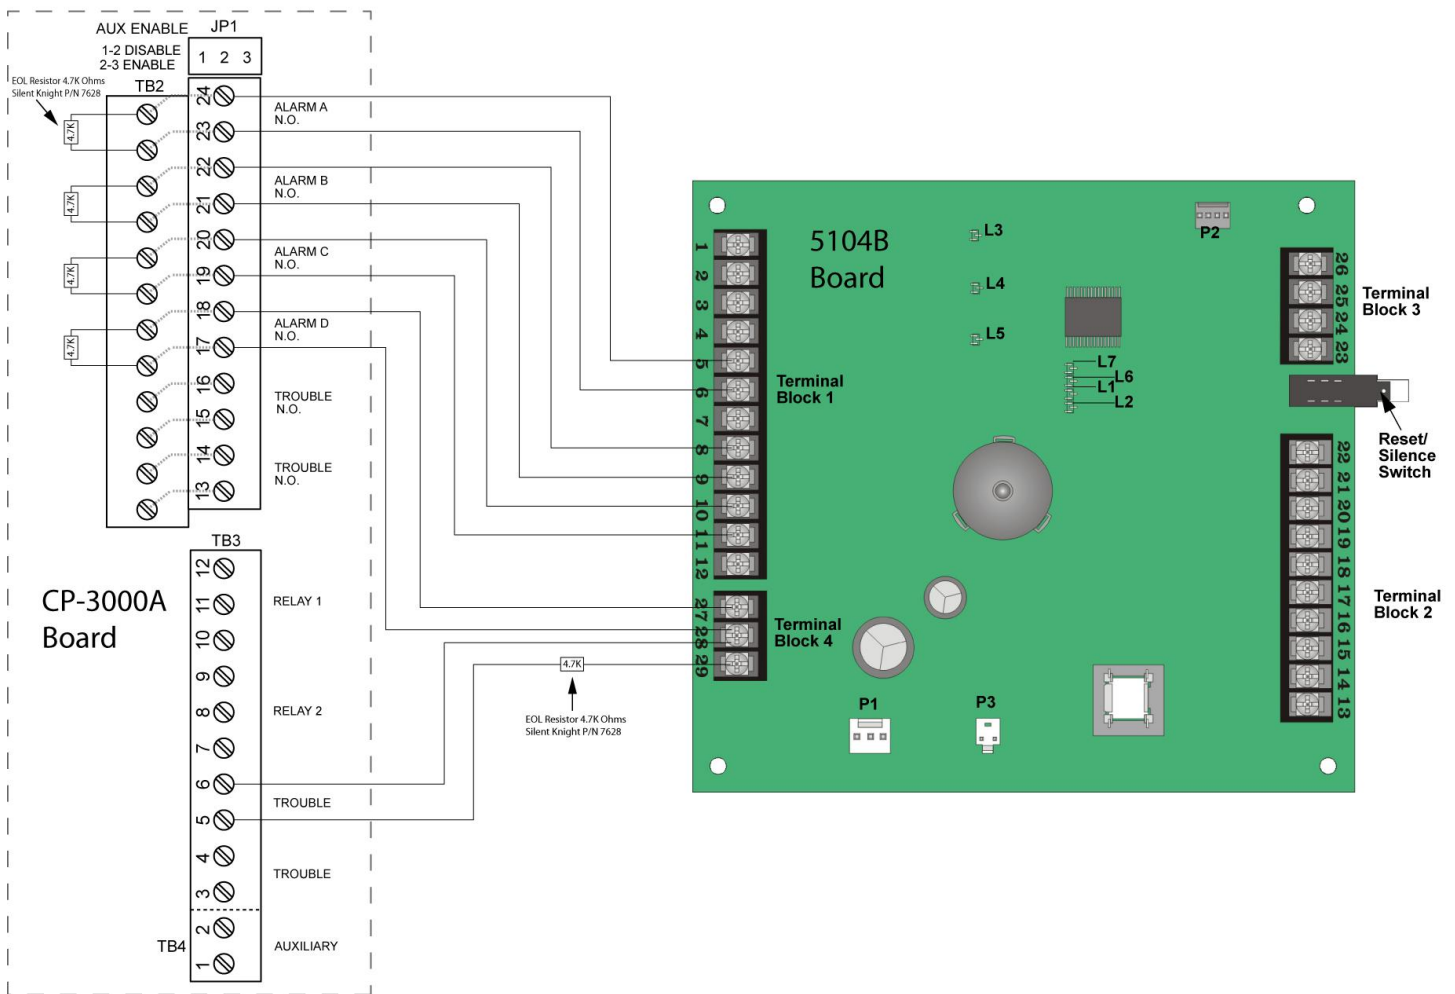 AUX ENABLE JP1
1-2 DISABLE
2-3 ENABLE
1 2 3
EOL Resistor 4.7K Ohms
Silent Knight P/N 7628
TB2
4.7K
4.7K
4.7K
4.7K
24
23
22
21
20
19
18
17
16
15
14
13
ALARM A
N.O.
ALARM B
N.O.
ALARM C
N.O.
ALARM D
N.O.
TROUBLE
N.O.
TROUBLE
N.O.
TB3
12
11
10
9
8
7
6
5
4
3
2
1
RELAY 1
RELAY 2
TROUBLE
TROUBLE
AUXILIARY
TB4
CP-3000A
Board
4.7K
EOL Resistor 4.7K Ohms
Silent Knight P/N 7628
5104B
Board
1
2
3
4
5
6
7
8
9
10
11
12
Terminal
Block 1
27
28
29
Terminal
Block 4
L3
L4
L5
L7
L6
L1
L2
P2
P1
P3
26
25
24
23
Terminal
Block 3
Reset/
Silence
Switch
22
21
20
19
18
17
16
15
14
13
Terminal
Block 2